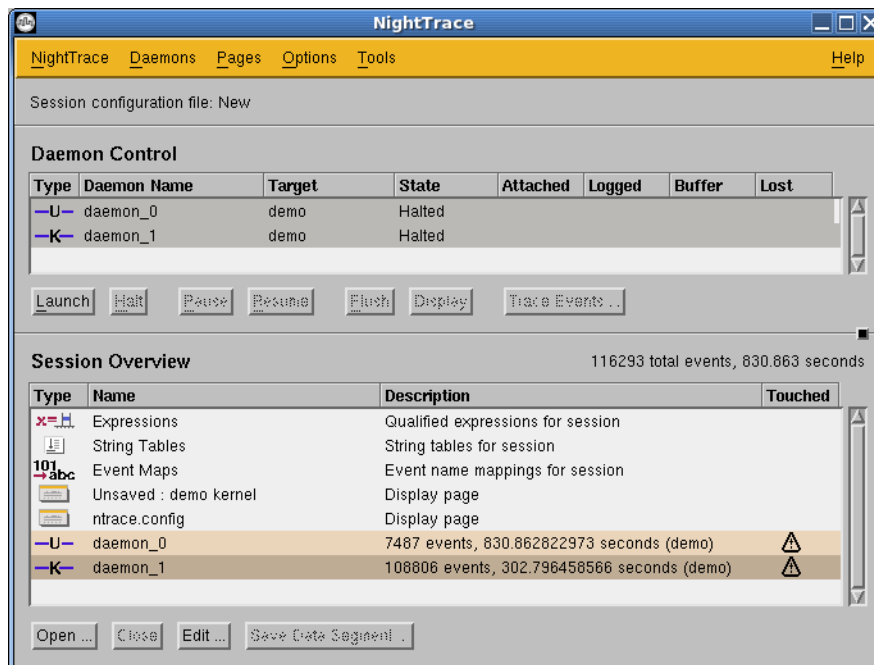 NightTrace
NightTrace Daemons Pages Options Tools Help
Session configuration file: New
Daemon Control
Type Daemon Name Target State Attached Logged Buffer Lost
U daemon_0 demo Halted
K daemon_1 demo Halted
Launch Halt Pause Resume Flush Display Trace Events ...
Session Overview 116293 total events, 830.863 seconds
Type Name Description Touched
x= Expressions Qualified expressions for session
String Tables String tables for session
101→abc Event Maps Event name mappings for session
Unsaved : demo kernel Display page
ntrace.config Display page
U daemon_0 7487 events, 830.862822973 seconds (demo)
K daemon_1 108806 events, 302.796458566 seconds (demo)
Open ... Close Edit ... Save Data Segment ...